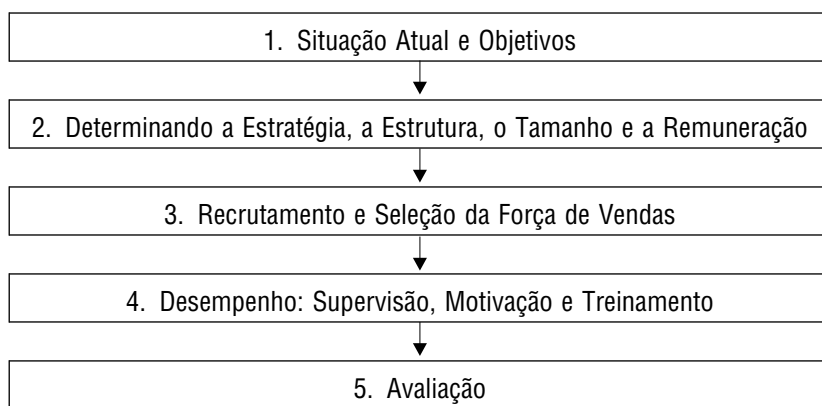 1. Situação Atual e Objetivos
2. Determinando a Estratégia, a Estrutura, o Tamanho e a Remuneração
3. Recrutamento e Seleção da Força de Vendas
4. Desempenho: Supervisão, Motivação e Treinamento
5. Avaliação